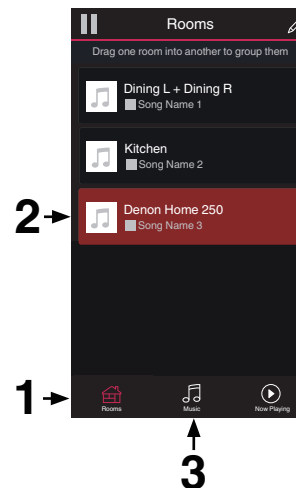 Rooms
Drag one room into another to group them
Dining L + Dining R
Song Name 1
Kitchen
Song Name 2
2
Denon Home 250
Song Name 3
1
Rooms
Music
Now Playing
3